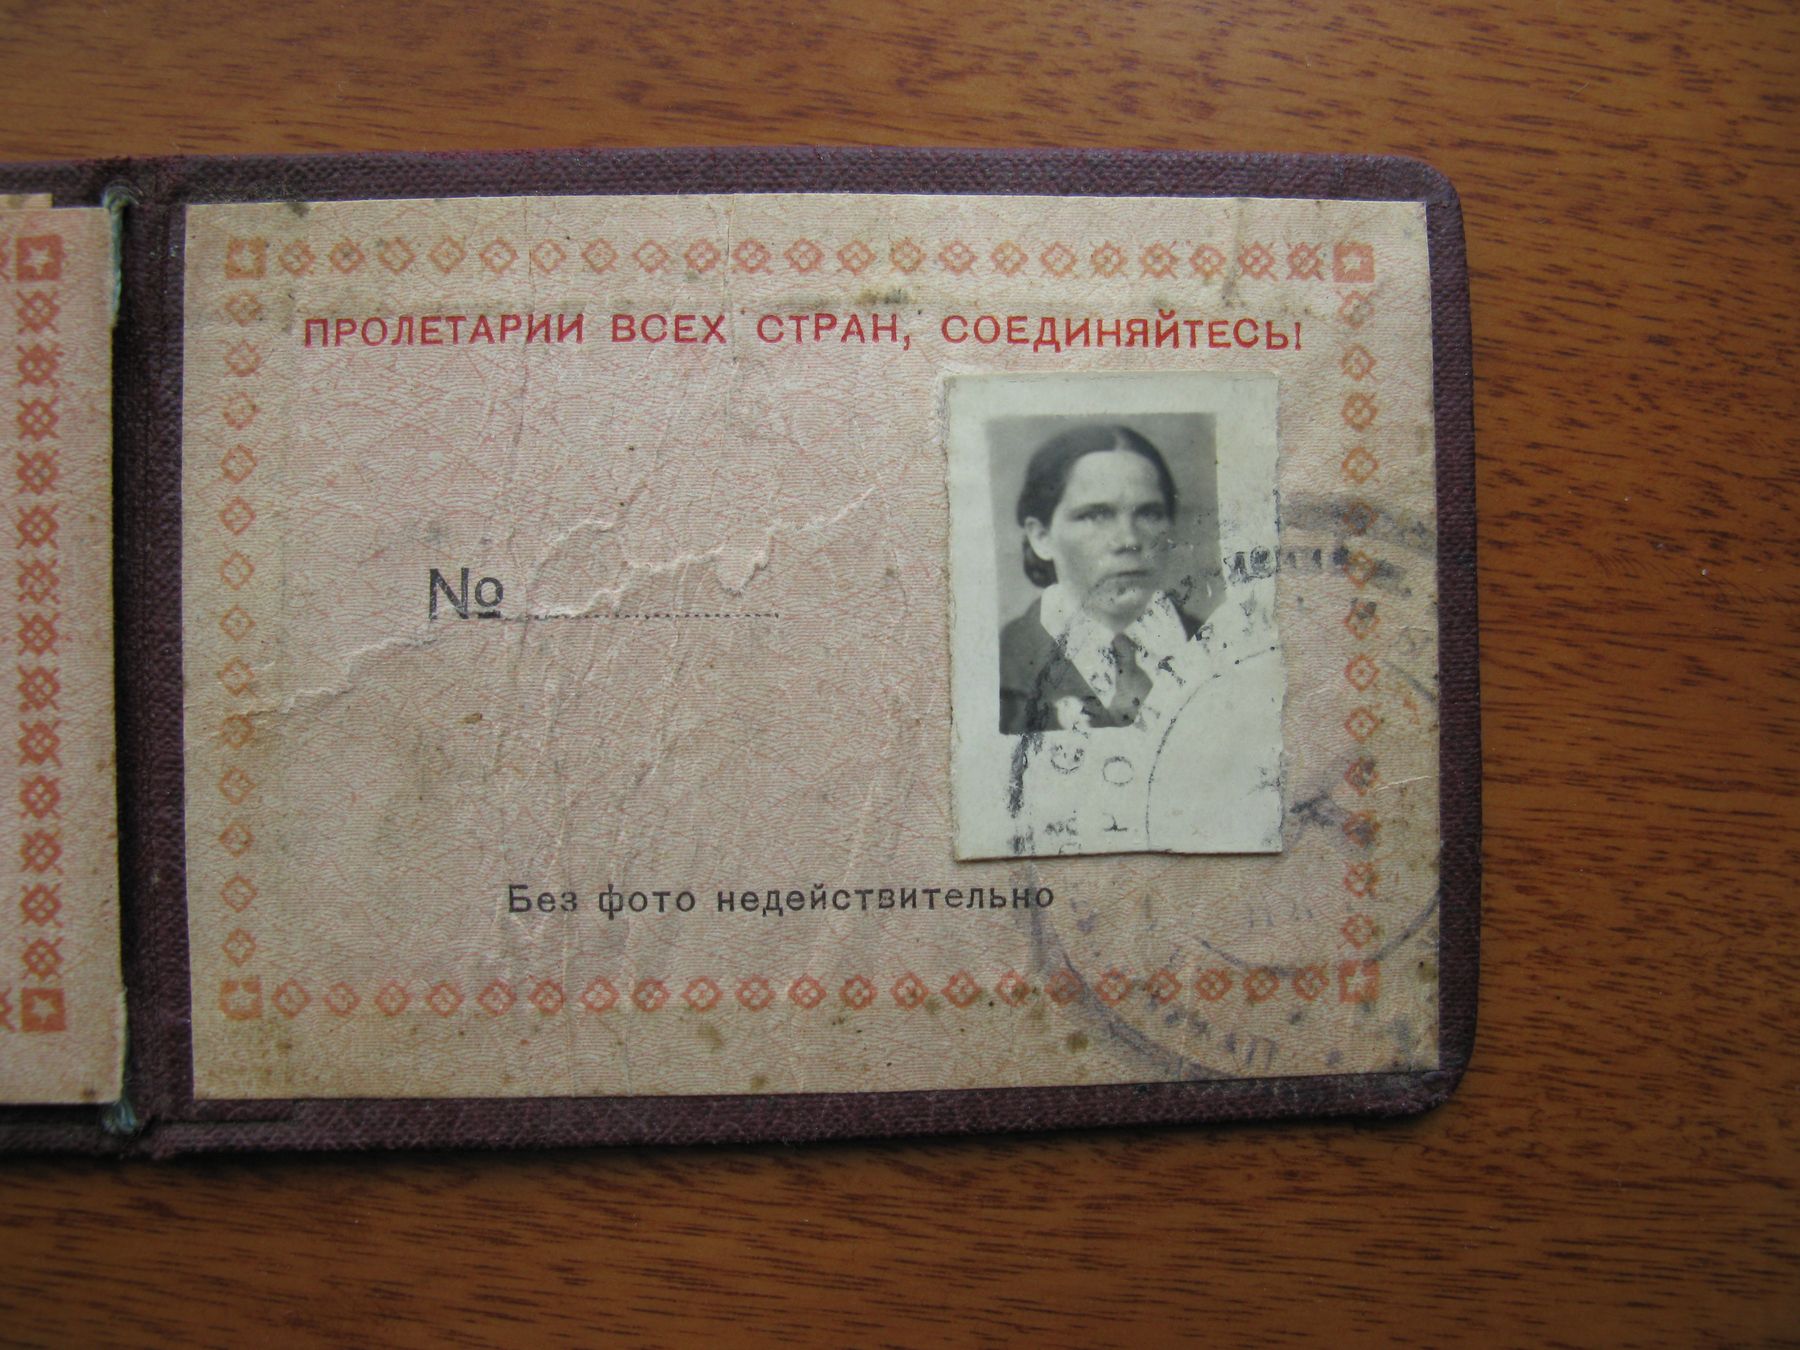 ПРОЛЕТАРИИ ВСЕХ СТРАН, СОЕДИНЯЙТЕСЬ!
№
Без фото недействительно